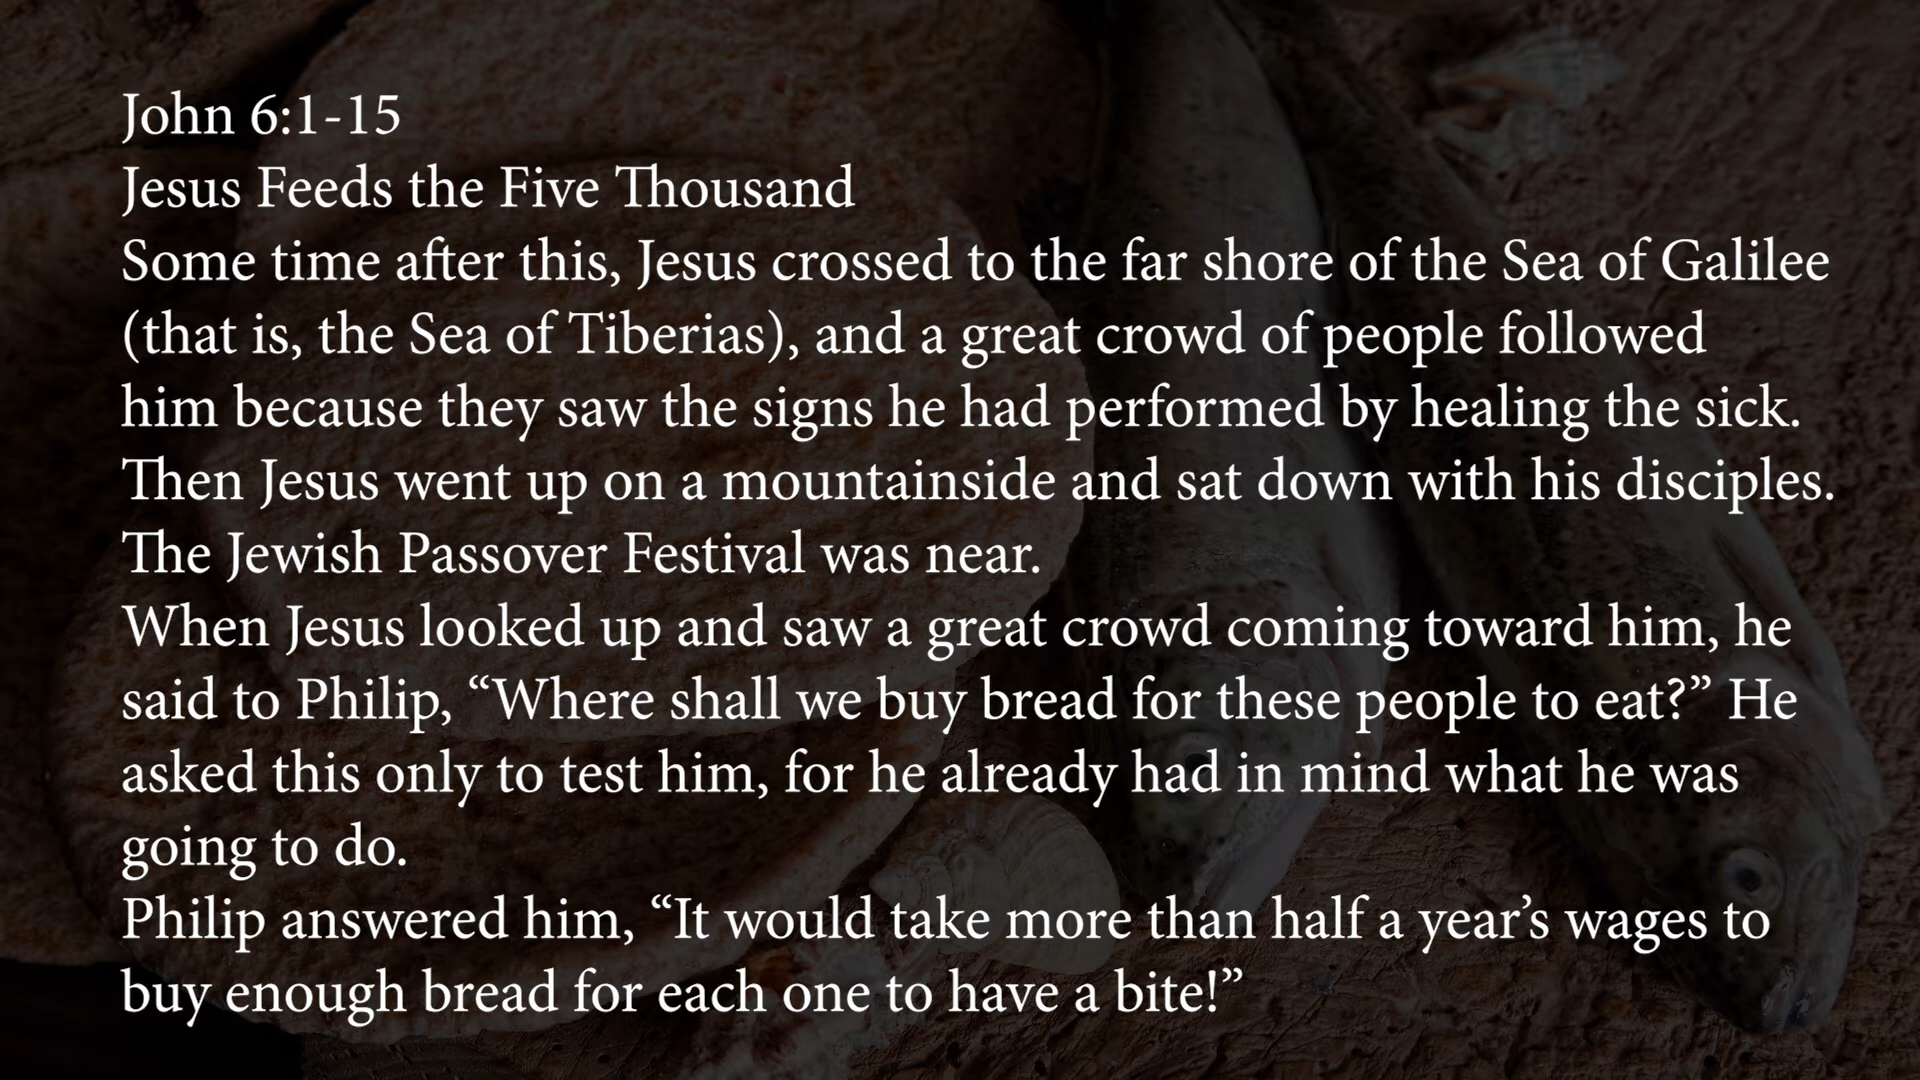 John 6:1-15
Jesus Feeds the Five Thousand
Some time after this, Jesus crossed to the far shore of the Sea of Galilee
(that is, the Sea of Tiberias), and a great crowd of people followed
him because they saw the signs he had performed by healing the sick.
Then Jesus went up on a mountainside and sat down with his disciples.
The Jewish Passover Festival was near.
When Jesus looked up and saw a great crowd coming toward him, he
said to Philip, “Where shall we buy bread for these people to eat?” He
asked this only to test him, for he already had in mind what he was
going to do.
Philip answered him, “It would take more than half a year’s wages to
buy enough bread for each one to have a bite!”